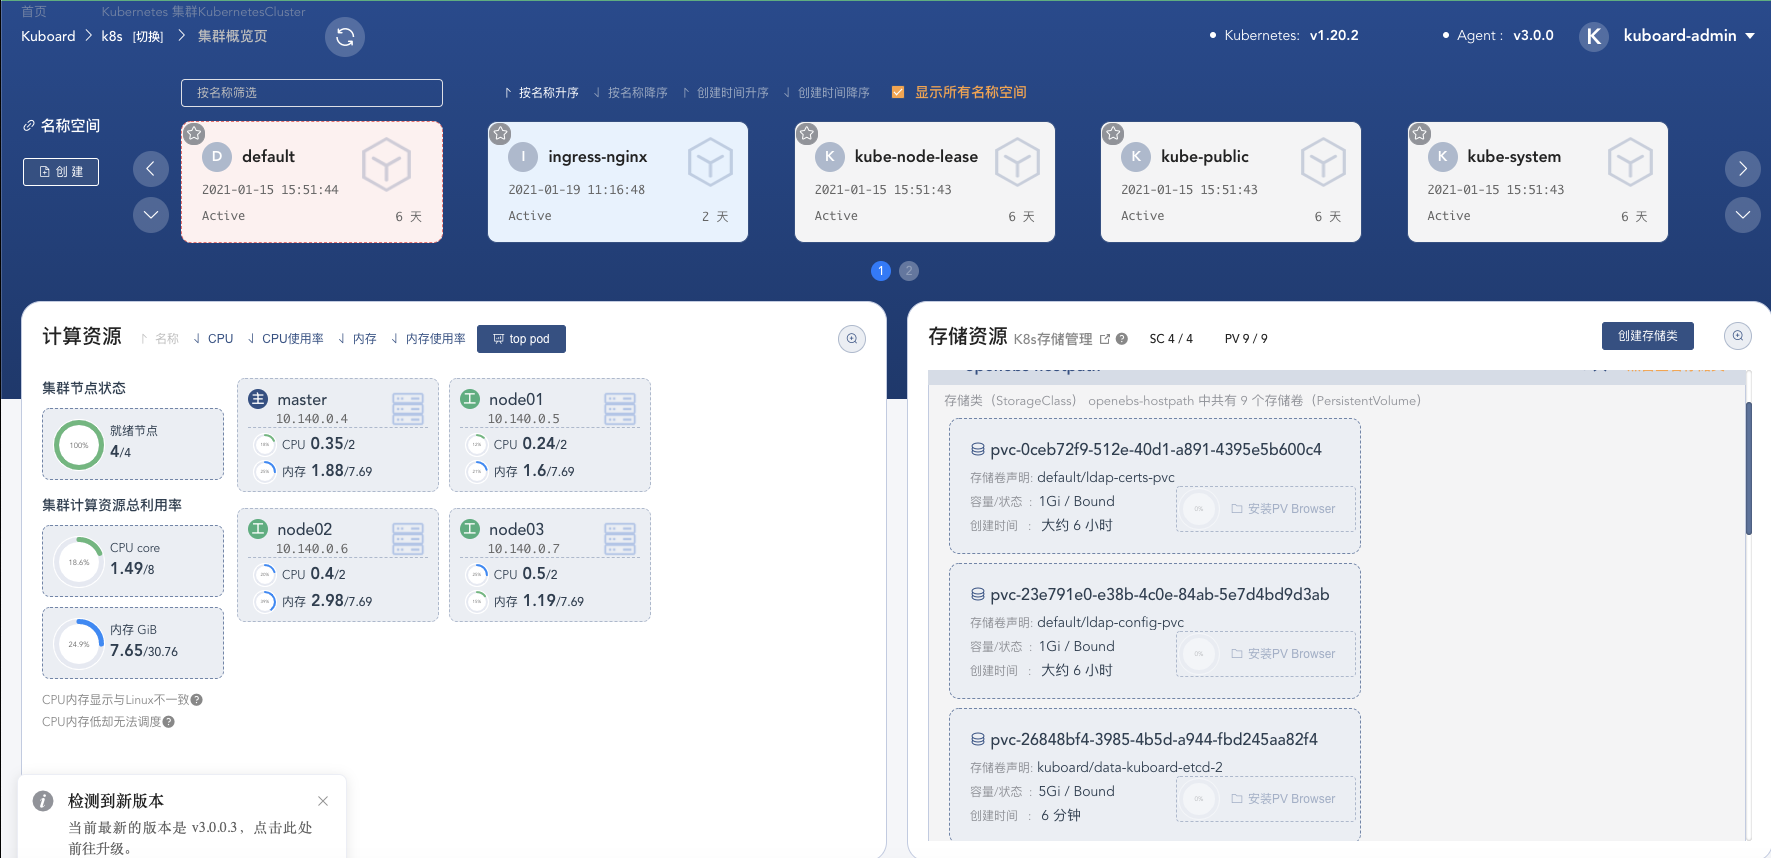 首页 Kubernetes 集群KubernetesCluster
Kuboard > k8s [切换] > 集群概览页
Kubernetes: v1.20.2
Agent : v3.0.0
K kuboard-admin
按名称筛选
按名称升序 按名称降序 创建时间升序 创建时间降序 显示所有名称空间
名称空间
创 建
D default
2021-01-15 15:51:44
Active 6 天
I ingress-nginx
2021-01-19 11:16:48
Active 2 天
K kube-node-lease
2021-01-15 15:51:43
Active 6 天
K kube-public
2021-01-15 15:51:43
Active 6 天
K kube-system
2021-01-15 15:51:43
Active 6 天
1 2
计算资源 名称 CPU CPU使用率 内存 内存使用率 top pod
集群节点状态
100% 就绪节点
4/4
集群计算资源总利用率
18.6% CPU core
1.49/8
24.9% 内存 GiB
7.65/30.76
CPU内存显示与Linux不一致
CPU内存低却无法调度
主 master
10.140.0.4
CPU 0.35/2
内存 1.88/7.69
工 node01
10.140.0.5
CPU 0.24/2
内存 1.6/7.69
工 node02
10.140.0.6
CPU 0.4/2
内存 2.98/7.69
工 node03
10.140.0.7
CPU 0.5/2
内存 1.19/7.69
检测到新版本
当前最新的版本是 v3.0.0.3，点击此处
前往升级。
存储资源 K8s存储管理 SC 4 / 4 PV 9 / 9 创建存储类
openebs-hostpath
存储类（StorageClass） openebs-hostpath 中共有 9 个存储卷（PersistentVolume）
pvc-0ceb72f9-512e-40d1-a891-4395e5b600c4
存储卷声明: default/ldap-certs-pvc
容量/状态 : 1Gi / Bound
创建时间 : 大约 6 小时
0% 安装PV Browser
pvc-23e791e0-e38b-4c0e-84ab-5e7d4bd9d3ab
存储卷声明: default/ldap-config-pvc
容量/状态 : 1Gi / Bound
创建时间 : 大约 6 小时
0% 安装PV Browser
pvc-26848bf4-3985-4b5d-a944-fbd245aa82f4
存储卷声明: kuboard/data-kuboard-etcd-2
容量/状态 : 5Gi / Bound
创建时间 : 6 分钟
0% 安装PV Browser